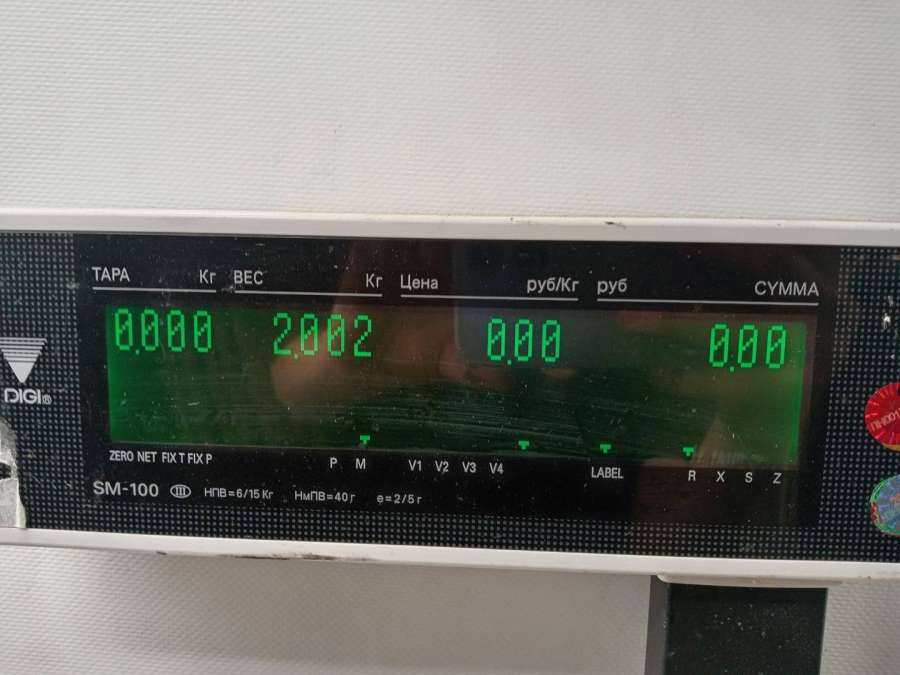 ТАРА Кг ВЕС Кг Цена руб/Кг руб СУММА
0.000 2.002 0.00 0.00
DIGI®
ZERO NET FIX T FIX P P M V1 V2 V3 V4 LABEL R X S Z
SM-100 III НПВ=6/15 Кг НмПВ=40 г e=2/5 г